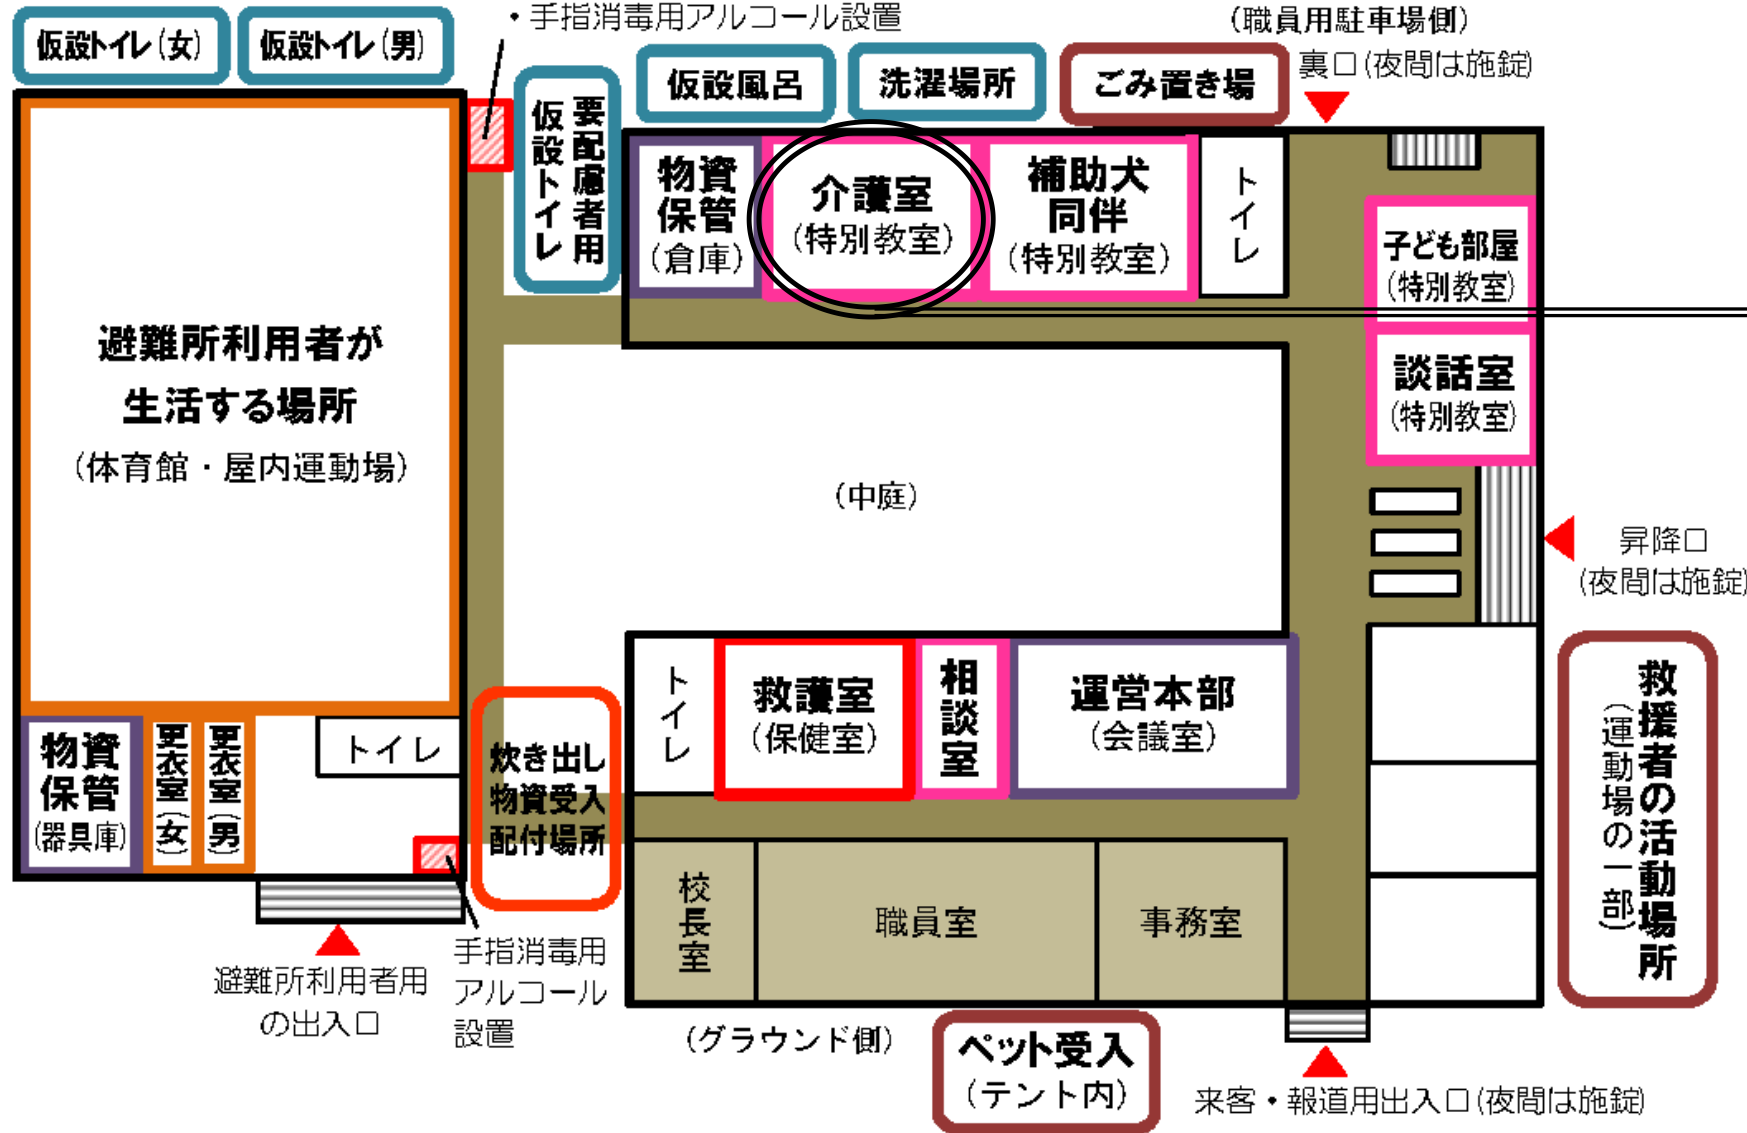 ・手指消毒用アルコール設置
(職員用駐車場側)
裏口(夜間は施錠)
仮設トイレ(女)
仮設トイレ(男)
要配慮者用
仮設トイレ
仮設風呂
洗濯場所
ごみ置き場
物資
保管
(倉庫)
介護室
(特別教室)
補助犬
同伴
(特別教室)
トイレ
子ども部屋
(特別教室)
談話室
(特別教室)
避難所利用者が
生活する場所
(体育館・屋内運動場)
(中庭)
昇降口
(夜間は施錠)
トイレ
救護室
(保健室)
相談室
運営本部
(会議室)
救援者の活動場所
(運動場の一部)
物資
保管
(器具庫)
更衣室(女)
更衣室(男)
トイレ
炊き出し
物資受入
配付場所
校長室
職員室
事務室
手指消毒用
アルコール
設置
避難所利用者用
の出入口
(グラウンド側)
ペット受入
(テント内)
来客・報道用出入口(夜間は施錠)